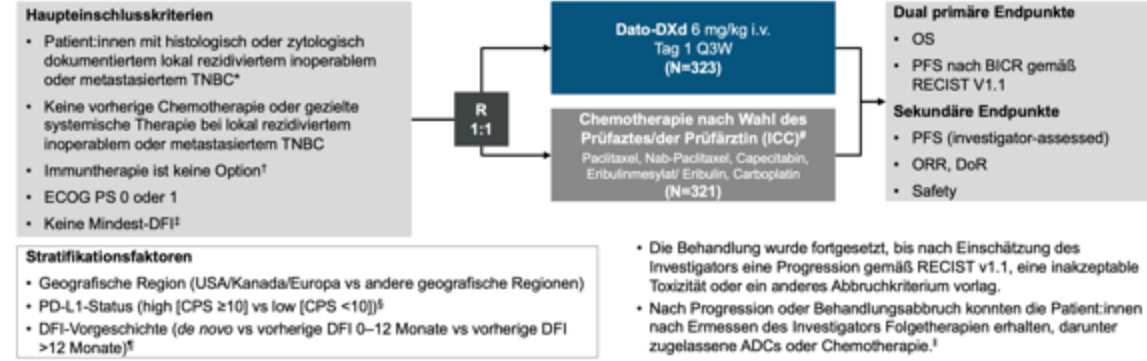 Haupteinschlusskriterien
• Patient:innen mit histologisch oder zytologisch
dokumentiertem lokal rezidiviertem inoperablem
oder metastasiertem TNBC*
• Keine vorherige Chemotherapie oder gezielte
systemische Therapie bei lokal rezidiviertem
inoperablem oder metastasiertem TNBC
• Immuntherapie ist keine Option†
• ECOG PS 0 oder 1
• Keine Mindest-DFI‡
R
1:1
Dato-DXd 6 mg/kg i.v.
Tag 1 Q3W
(N=323)
Chemotherapie nach Wahl des
Prüfaztes/der Prüfärztin (ICC)#
Paclitaxel, Nab-Paclitaxel, Capecitabin,
Eribulinmesylat/ Eribulin, Carboplatin
(N=321)
Dual primäre Endpunkte
• OS
• PFS nach BICR gemäß
RECIST V1.1
Sekundäre Endpunkte
• PFS (investigator-assessed)
• ORR, DoR
• Safety
Stratifikationsfaktoren
• Geografische Region (USA/Kanada/Europa vs andere geografische Regionen)
• PD-L1-Status (high [CPS ≥10] vs low [CPS <10])§
• DFI-Vorgeschichte (de novo vs vorherige DFI 0–12 Monate vs vorherige DFI
>12 Monate)¶
• Die Behandlung wurde fortgesetzt, bis nach Einschätzung des
Investigators eine Progression gemäß RECIST v1.1, eine inakzeptable
Toxizität oder ein anderes Abbruchkriterium vorlag.
• Nach Progression oder Behandlungsabbruch konnten die Patient:innen
nach Ermessen des Investigators Folgetherapien erhalten, darunter
zugelassene ADCs oder Chemotherapie.‖